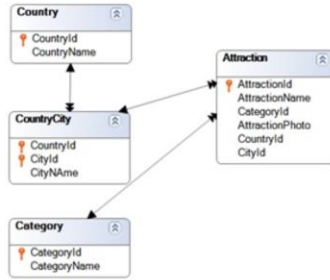 Country
CountryId
CountryName
Attraction
AttractionId
AttractionName
CategoryId
AttractionPhoto
CountryId
CityId
CountryCity
CountryId
CityId
CityNAme
Category
CategoryId
CategoryName